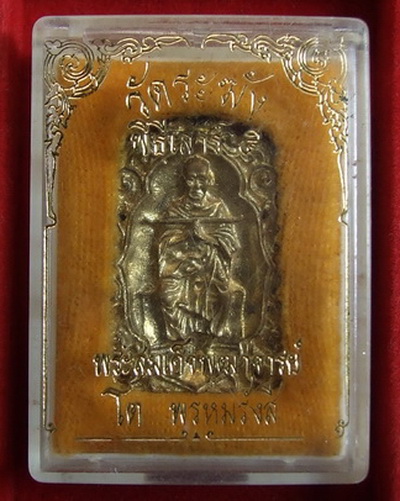 วัดระฆัง
พิธีเสาร์ ๕
พระสมเด็จพุฒาจารย์
โต พรหมรังสี